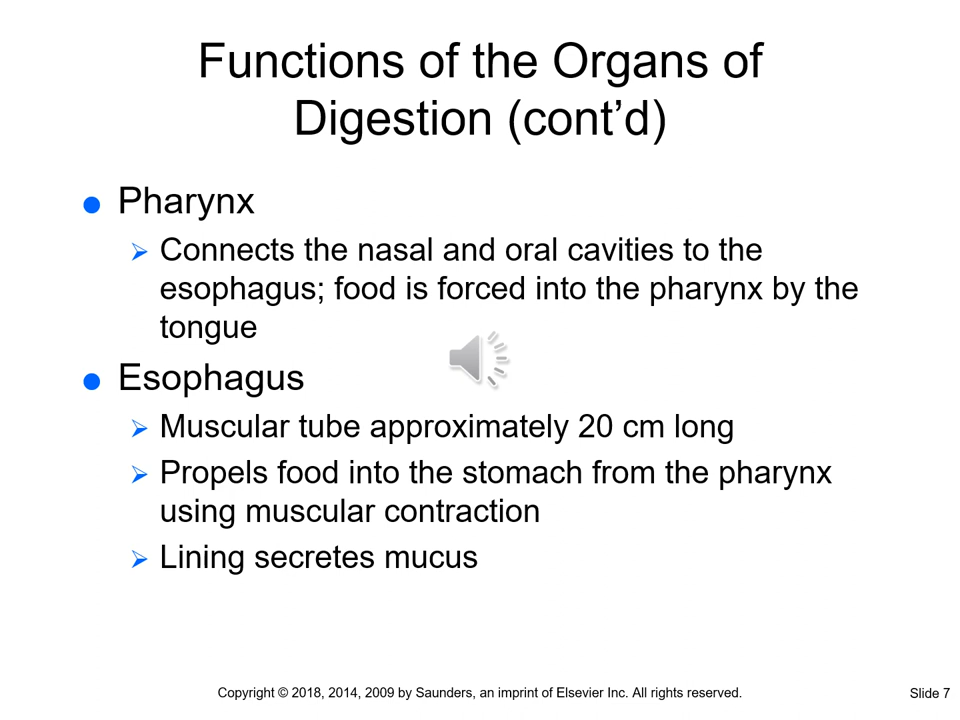 Functions of the Organs of
Digestion (cont’d)
Pharynx
Connects the nasal and oral cavities to the
esophagus; food is forced into the pharynx by the
tongue
Esophagus
Muscular tube approximately 20 cm long
Propels food into the stomach from the pharynx
using muscular contraction
Lining secretes mucus
Copyright © 2018, 2014, 2009 by Saunders, an imprint of Elsevier Inc. All rights reserved.
Slide 7